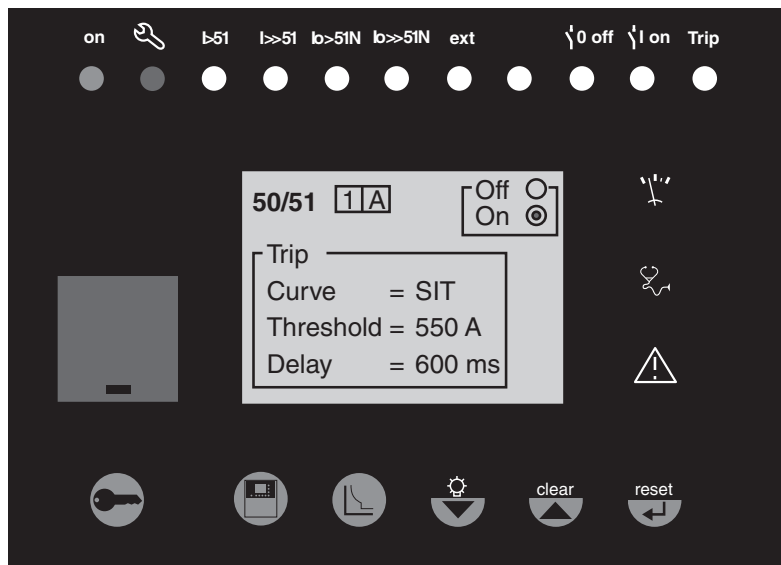 on I>51 I>>51 Io>51N Io>>51N ext 0 off I on Trip
50/51 1 A Off
On
Trip
Curve = SIT
Threshold = 550 A
Delay = 600 ms
clear reset